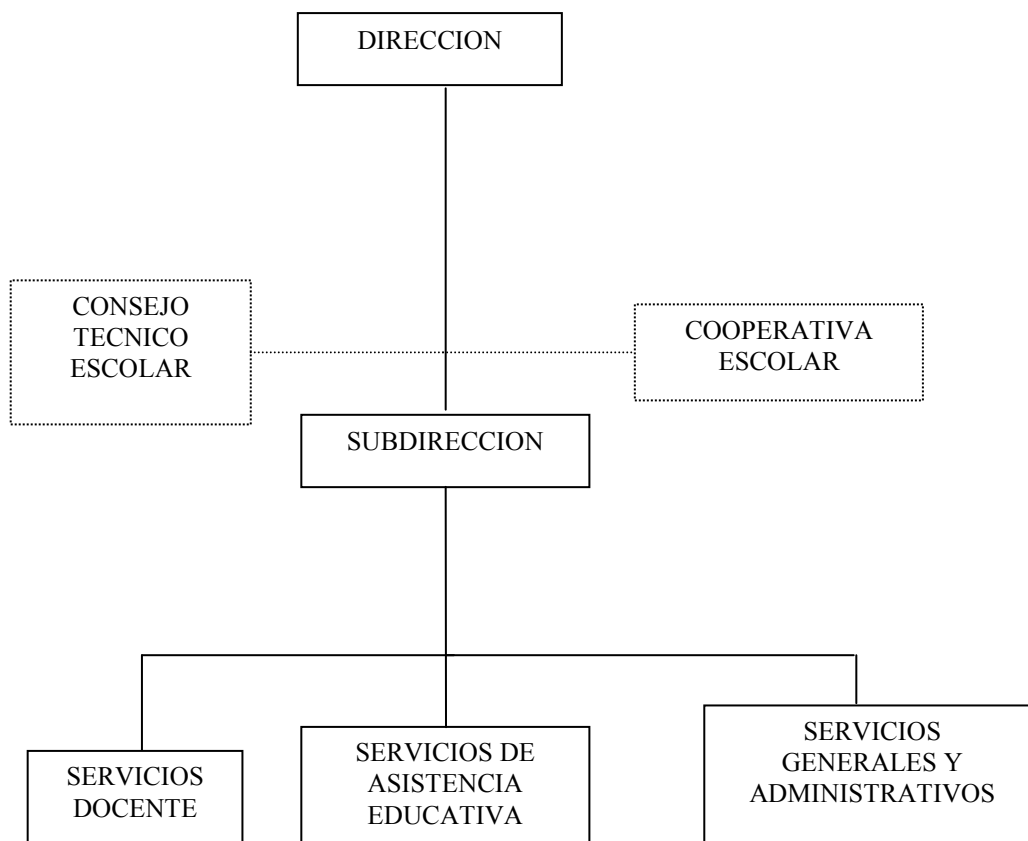 DIRECCION
CONSEJO
TECNICO
ESCOLAR
COOPERATIVA
ESCOLAR
SUBDIRECCION
SERVICIOS
DOCENTE
SERVICIOS DE
ASISTENCIA
EDUCATIVA
SERVICIOS
GENERALES Y
ADMINISTRATIVOS